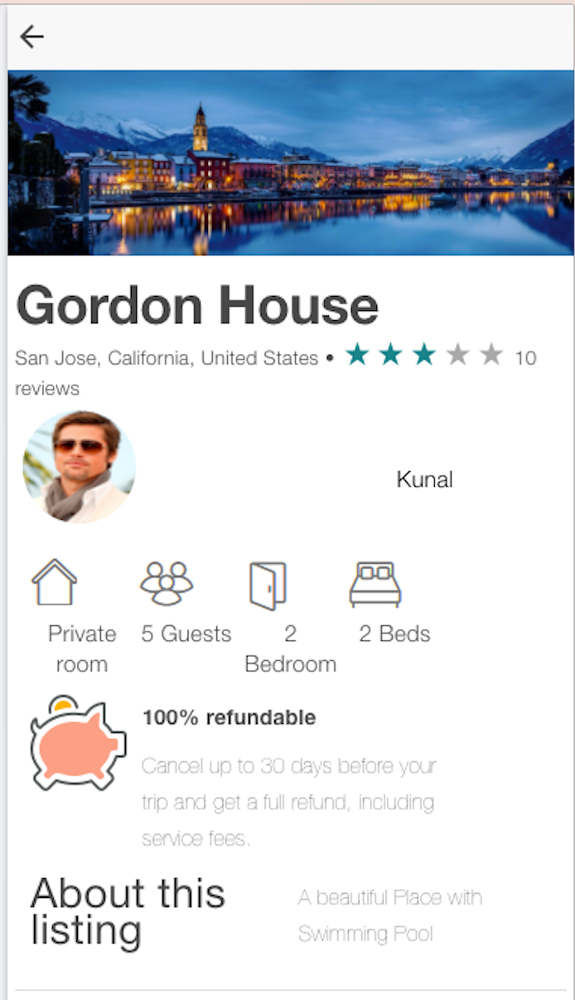 Gordon House
San Jose, California, United States • ★ ★ ★ ★ ★ 10
reviews
Kunal
Private
room
5 Guests
2
Bedroom
2 Beds
100% refundable
Cancel up to 30 days before your
trip and get a full refund, including
service fees.
About this
listing
A beautiful Place with
Swimming Pool